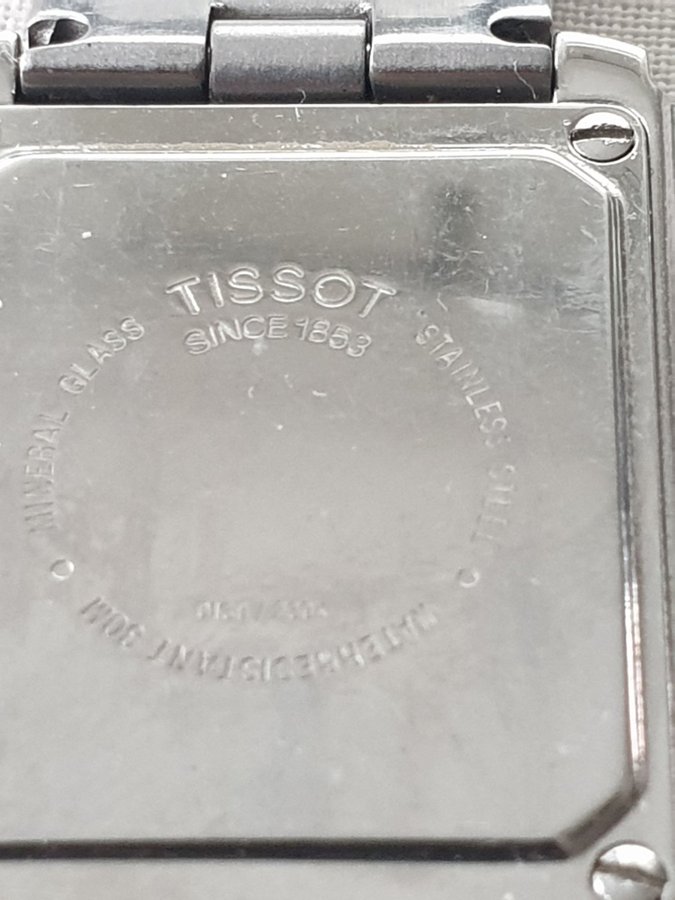 TISSOT
SINCE 1853
MINERAL GLASS
STAINLESS STEEL
WATER RESISTANT 30M